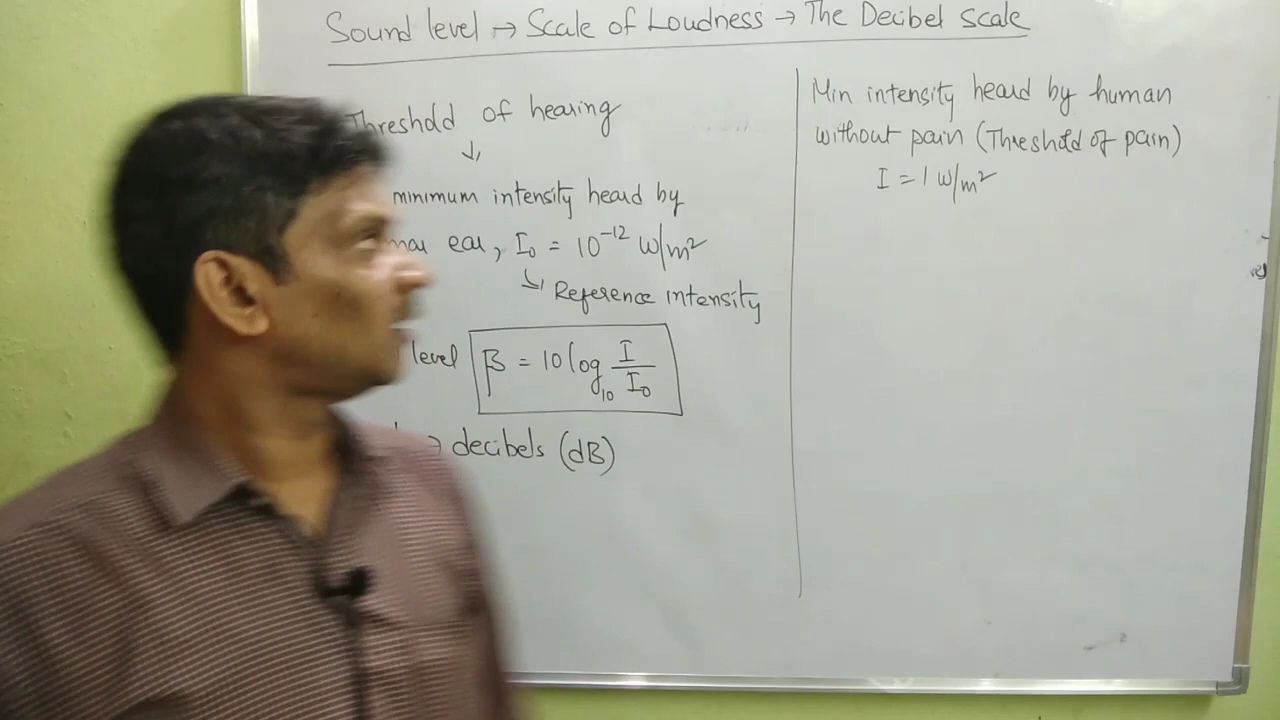 Sound level → Scale of Loudness → The Decibel scale
Threshold of hearing
↓
minimum intensity heard by
ear, I₀ = 10⁻¹² W/m²
↳ Reference intensity
level β = 10 log₁₀ I/I₀
→ decibels (dB)
Min intensity heard by human
without pain (Threshold of pain)
I = 1 W/m²